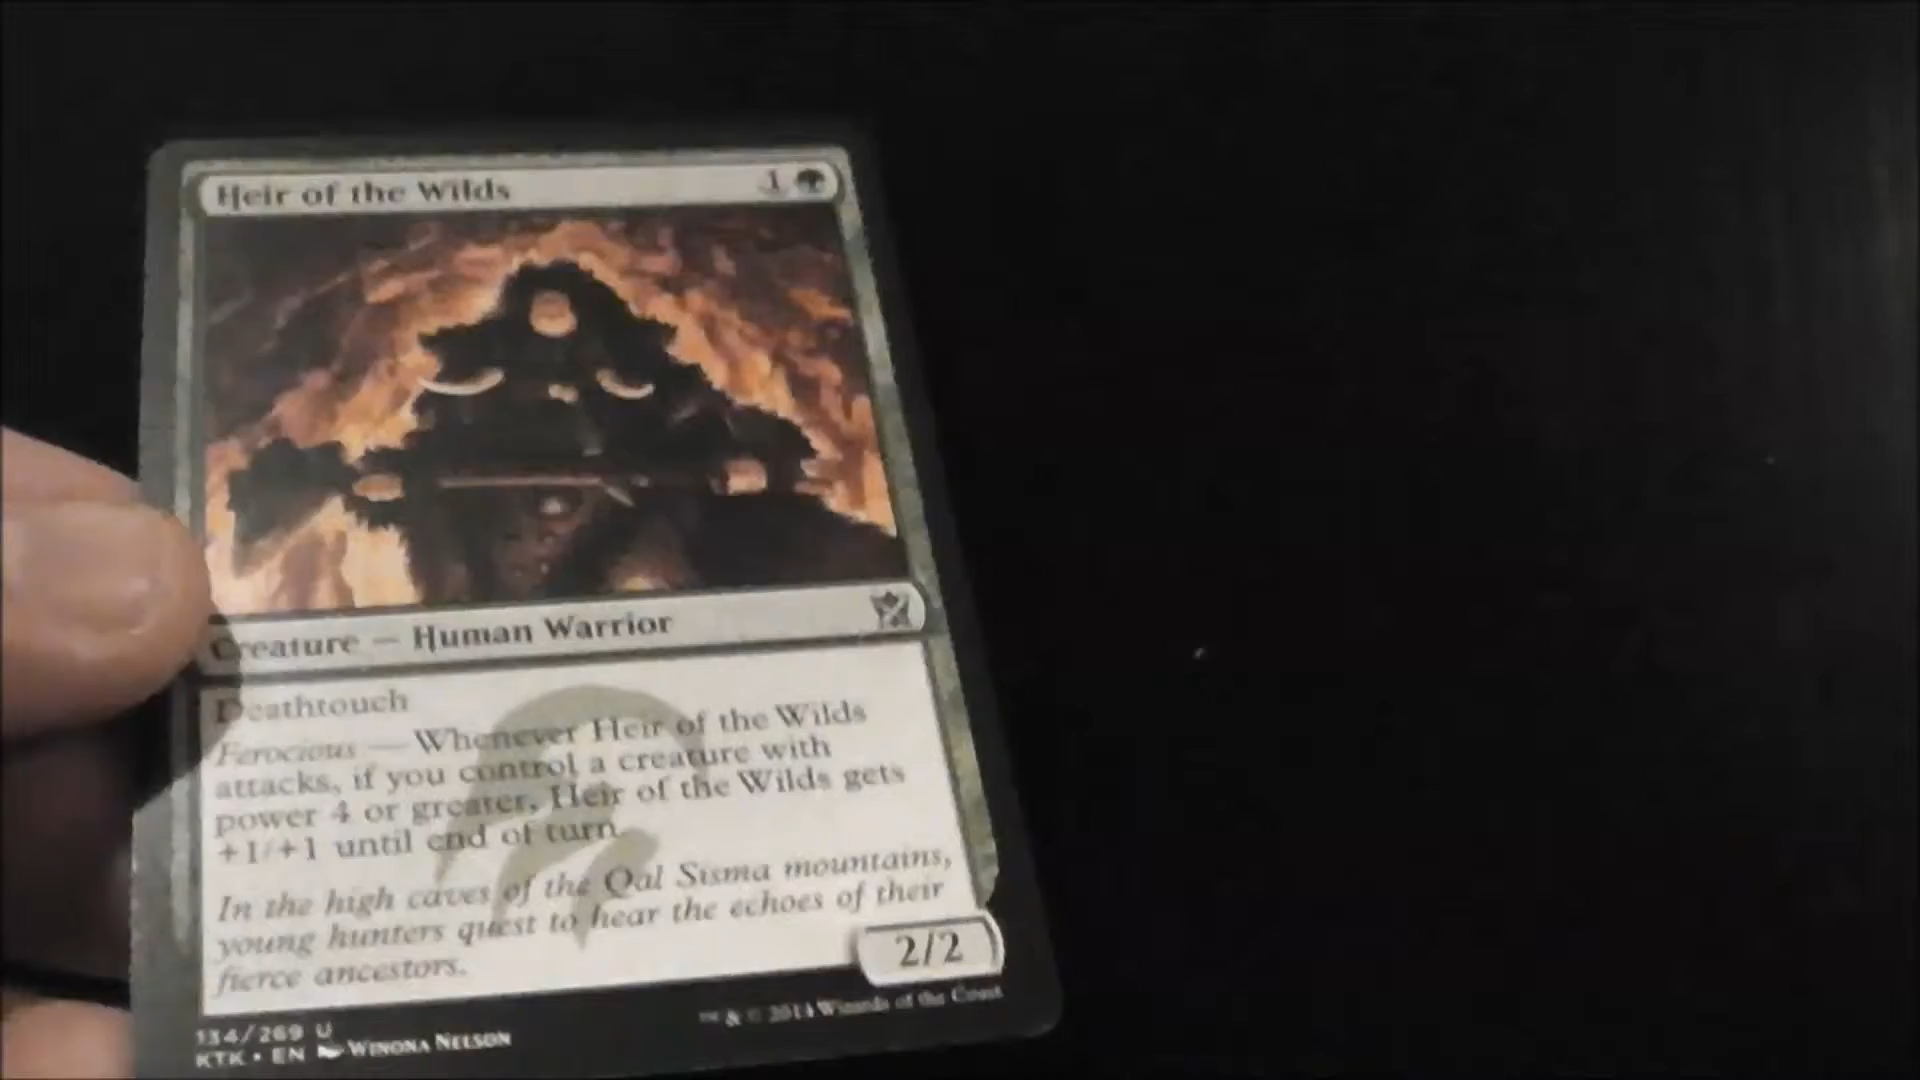 Heir of the Wilds 1
Creature — Human Warrior
Deathtouch
Ferocious — Whenever Heir of the Wilds
attacks, if you control a creature with
power 4 or greater, Heir of the Wilds gets
+1/+1 until end of turn.
In the high caves of the Qal Sisma mountains,
young hunters quest to hear the echoes of their
fierce ancestors.
2/2
134/269 U
KTK • EN Winona Nelson
™ & © 2014 Wizards of the Coast